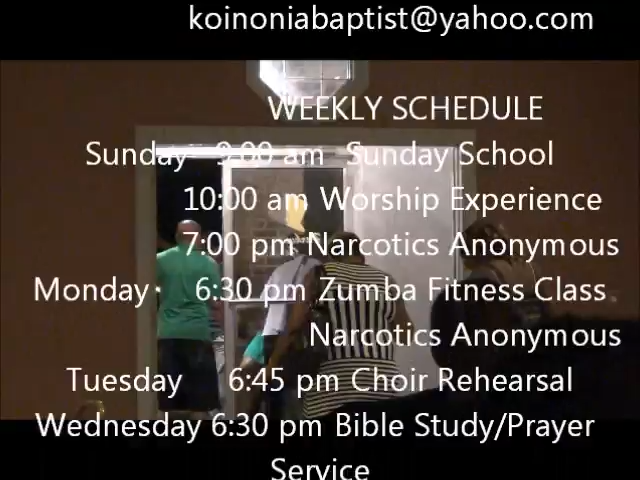 koinoniabaptist@yahoo.com
WEEKLY SCHEDULE
Sunday 9:00 am Sunday School
10:00 am Worship Experience
7:00 pm Narcotics Anonymous
Monday 6:30 pm Zumba Fitness Class
Narcotics Anonymous
Tuesday 6:45 pm Choir Rehearsal
Wednesday 6:30 pm Bible Study/Prayer
Service